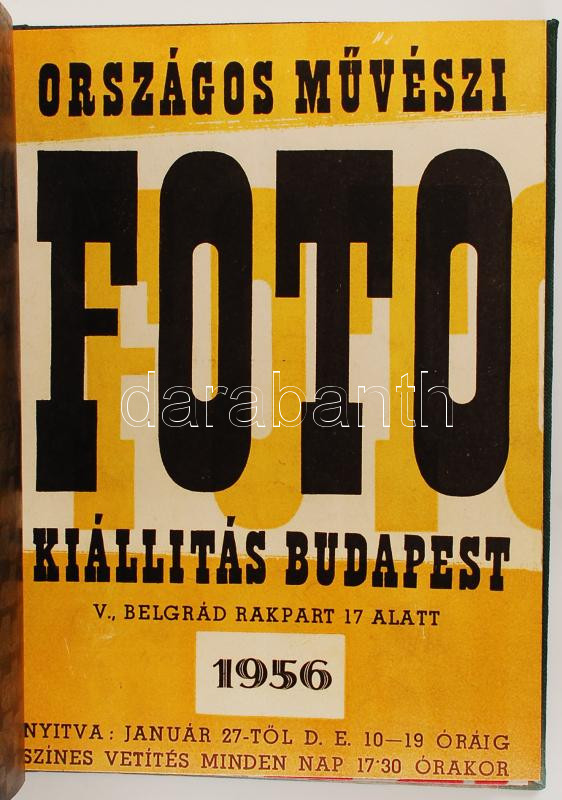 ORSZÁGOS MŰVÉSZI
FOTO
darabanth
KIÁLLITÁS BUDAPEST
V., BELGRÁD RAKPART 17 ALATT
1956
NYITVA: JANUÁR 27-TŐL D. E. 10—19 ÓRÁIG
SZÍNES VETÍTÉS MINDEN NAP 17·30 ÓRAKOR